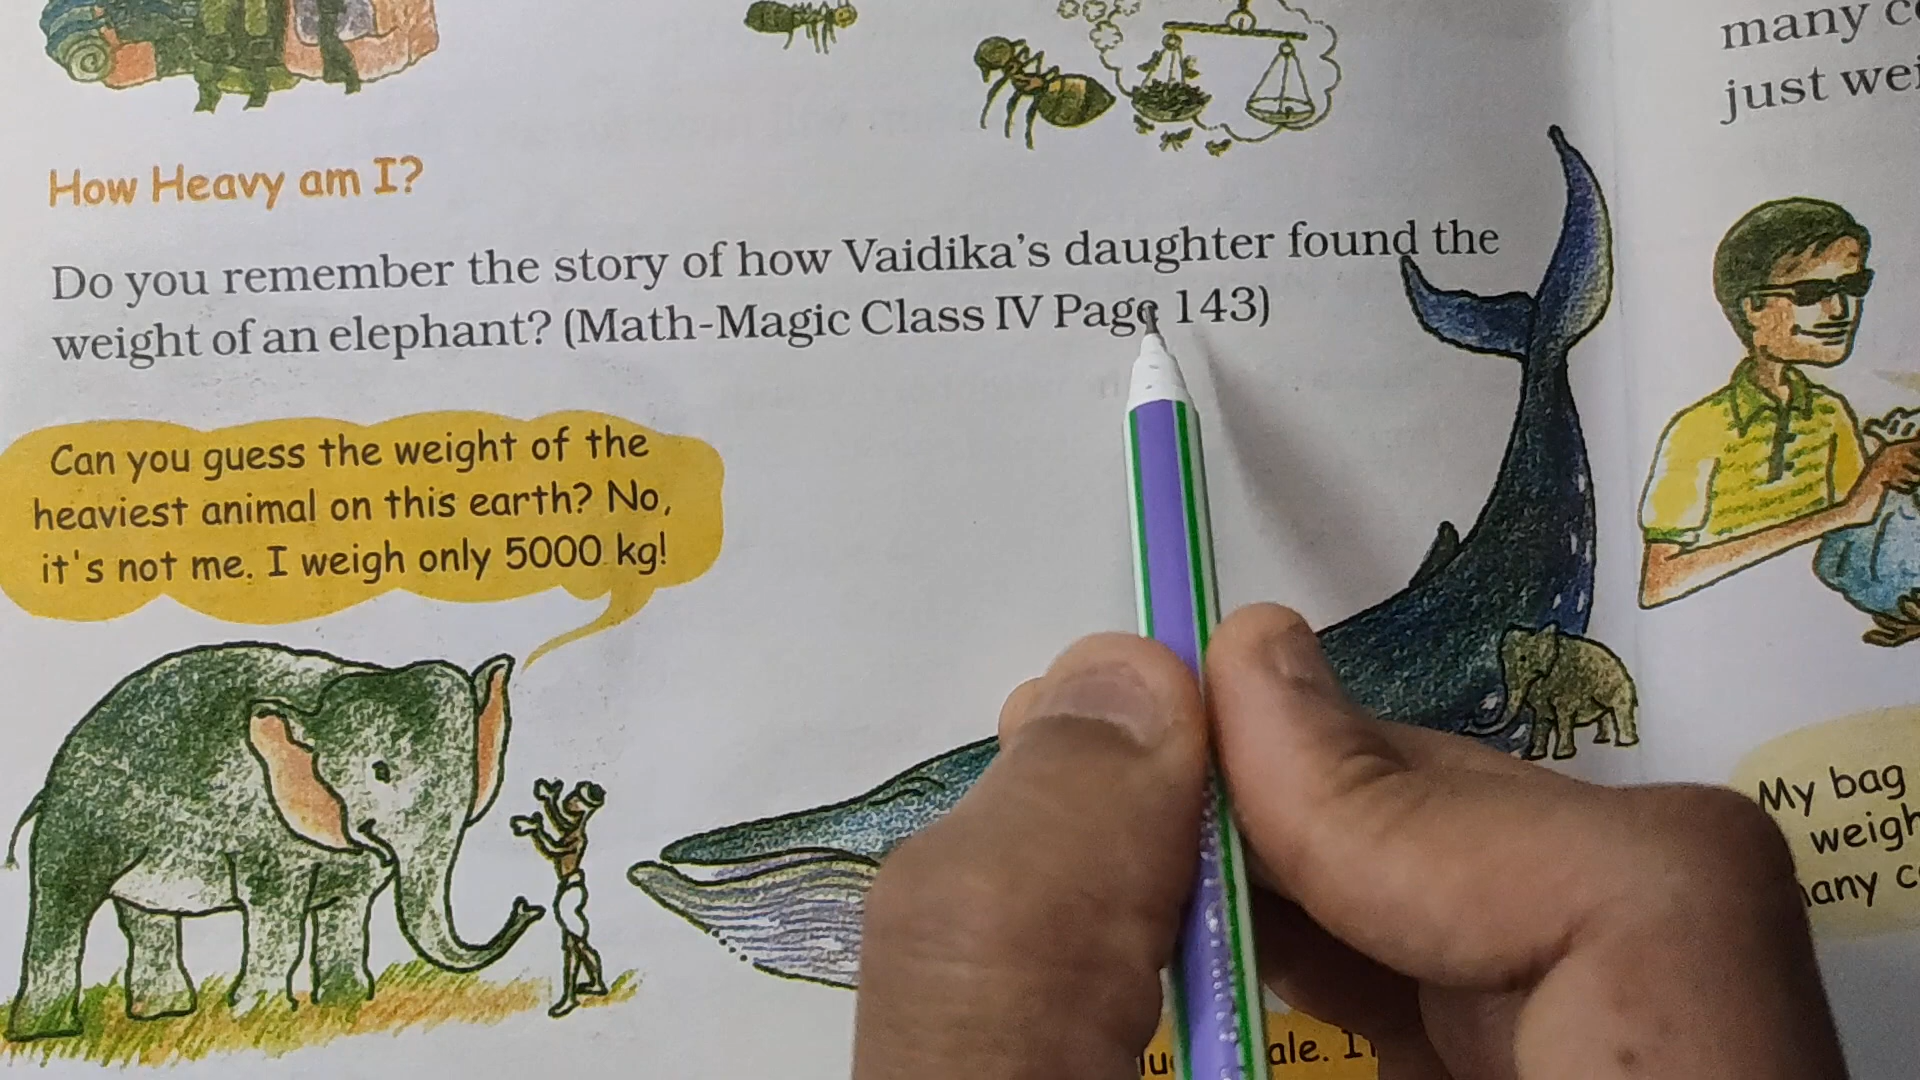 How Heavy am I?
Do you remember the story of how Vaidika's daughter found the
weight of an elephant? (Math-Magic Class IV Page 143)
Can you guess the weight of the
heaviest animal on this earth? No,
it's not me. I weigh only 5000 kg!
many
just
My bag